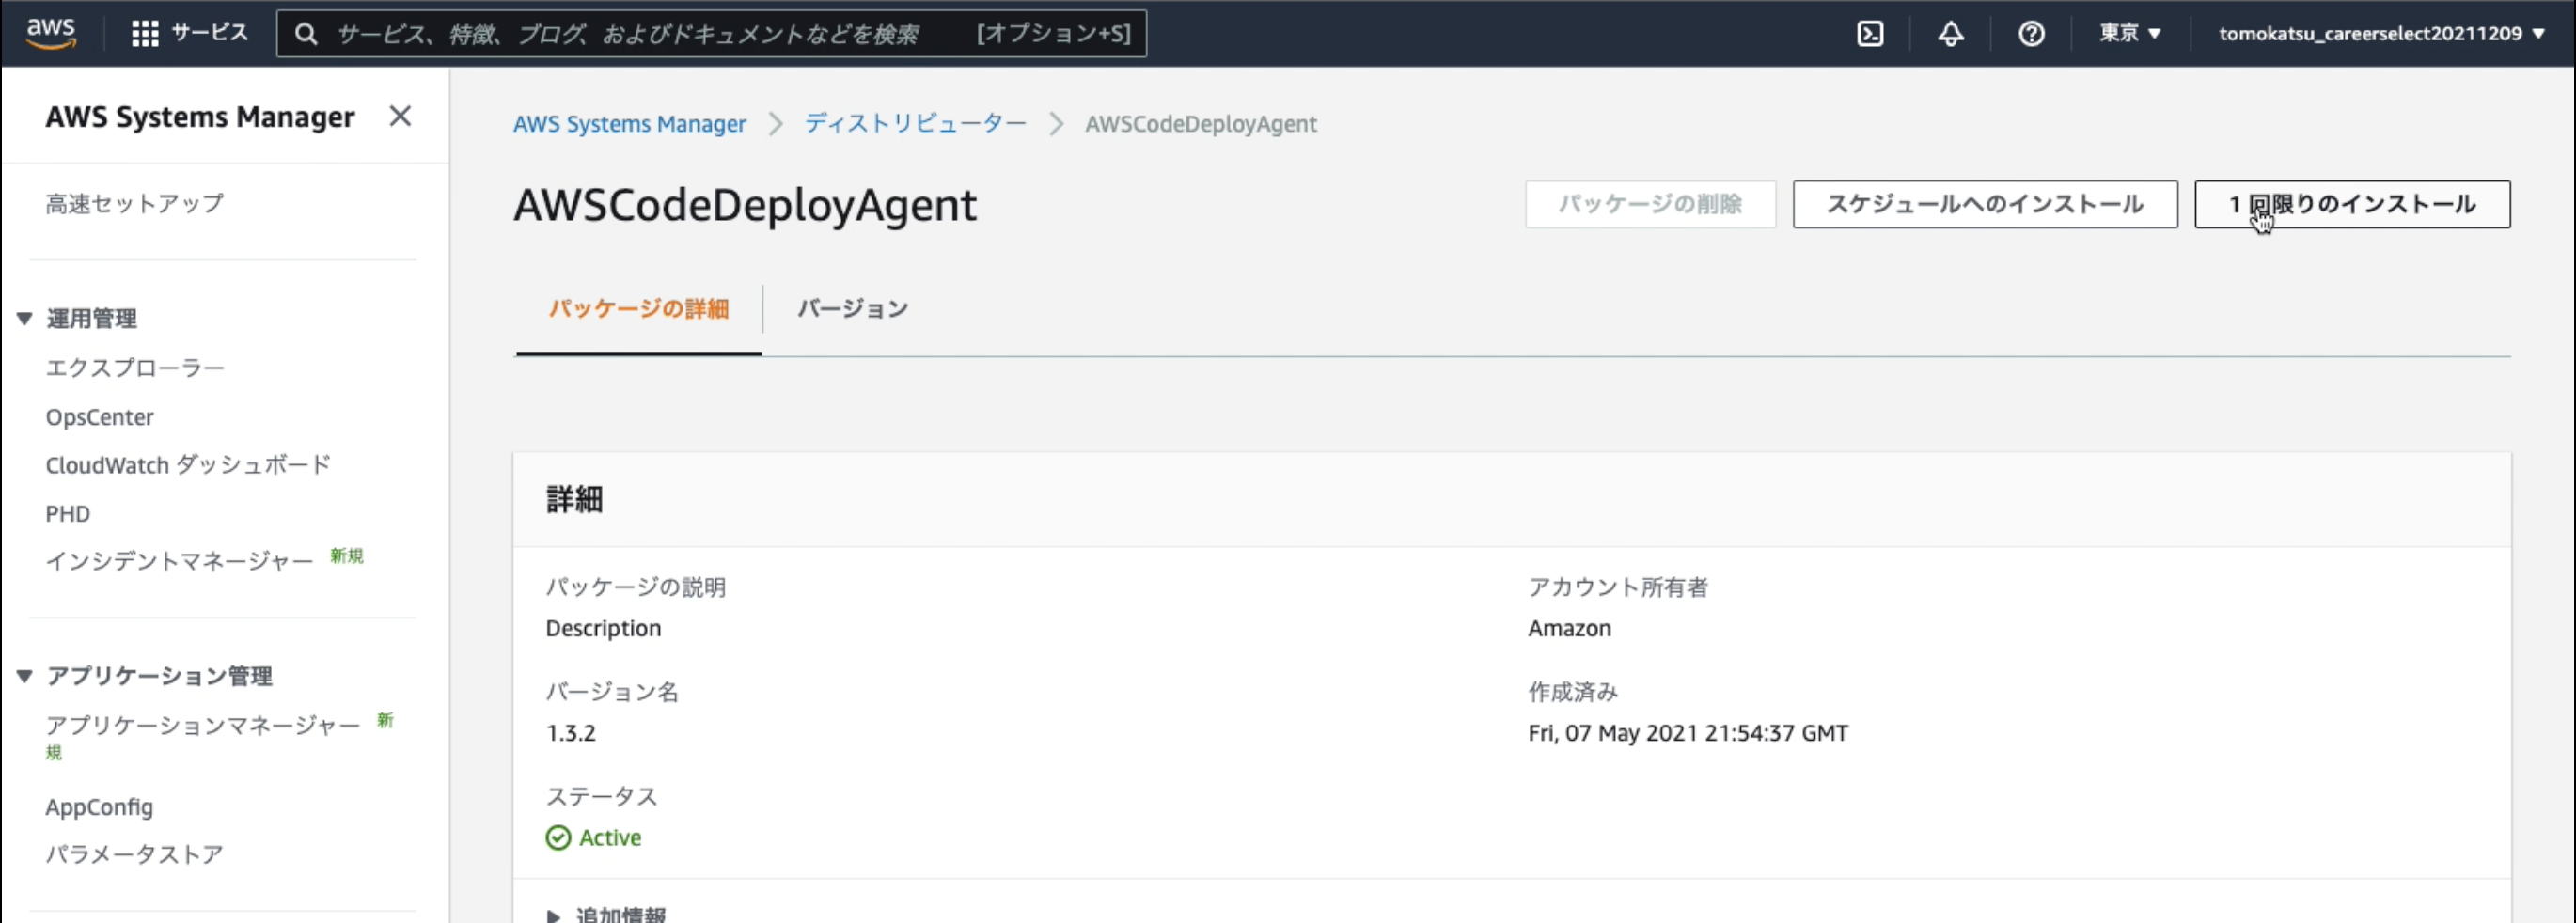 aws
サービス
サービス、特徴、ブログ、およびドキュメントなどを検索
[オプション+S]
東京 ▼
tomokatsu_careerselect20211209 ▼
AWS Systems Manager
高速セットアップ
▼ 運用管理
エクスプローラー
OpsCenter
CloudWatch ダッシュボード
PHD
インシデントマネージャー 新規
▼ アプリケーション管理
アプリケーションマネージャー 新
規
AppConfig
パラメータストア
AWS Systems Manager > ディストリビューター > AWSCodeDeployAgent
AWSCodeDeployAgent
パッケージの削除
スケジュールへのインストール
1 回限りのインストール
パッケージの詳細
バージョン
詳細
パッケージの説明
Description
アカウント所有者
Amazon
バージョン名
1.3.2
作成済み
Fri, 07 May 2021 21:54:37 GMT
ステータス
Active
▶ 追加情報